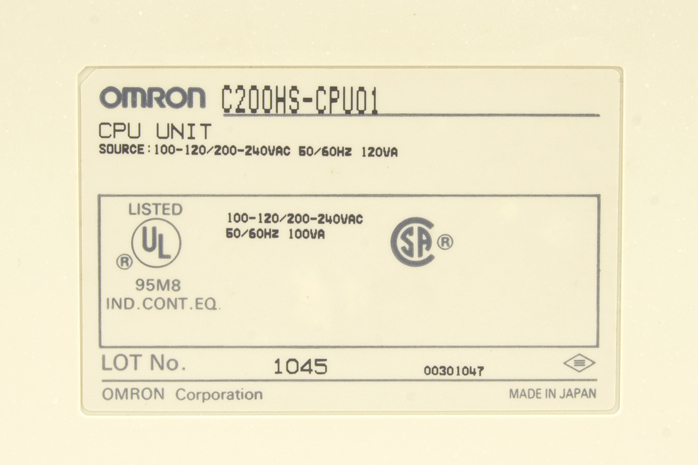 OMRON C200HS-CPU01
CPU UNIT
SOURCE:100-120/200-240VAC 50/60HZ 120VA
LISTED
UL
®
95M8
IND.CONT.EQ.
100-120/200-240VAC
50/60HZ 100VA
SA ®
LOT No. 1045 00301047
OMRON Corporation MADE IN JAPAN